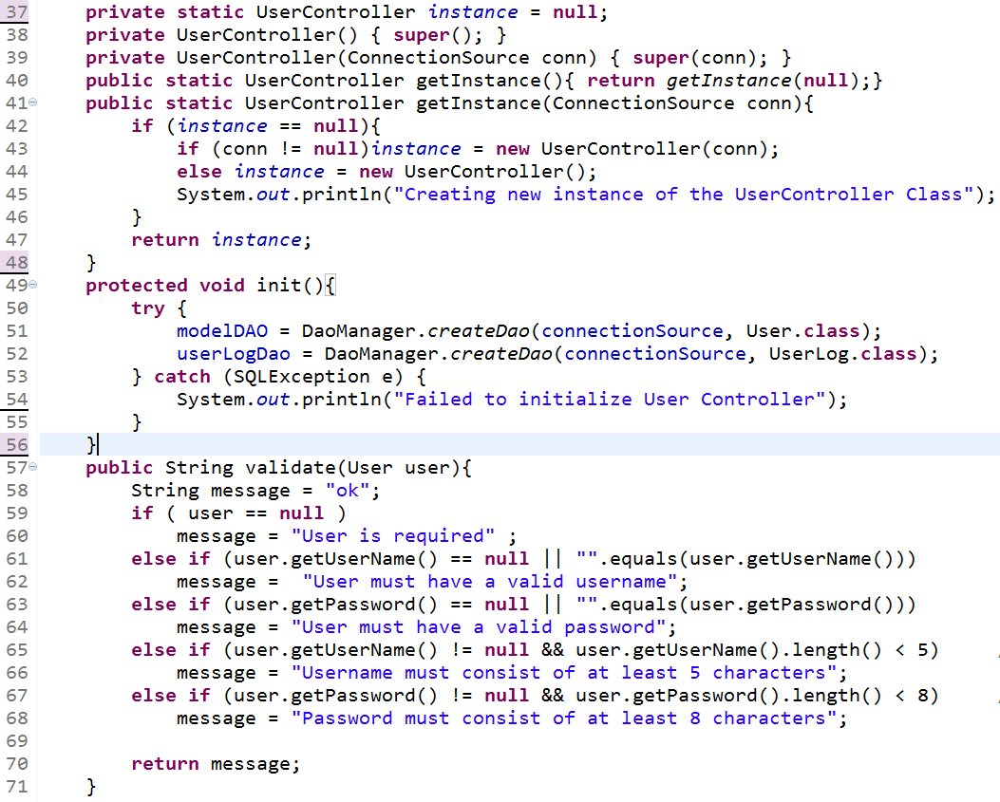 37 private static UserController instance = null;
38 private UserController() { super(); }
39 private UserController(ConnectionSource conn) { super(conn); }
40 public static UserController getInstance(){ return getInstance(null);}
41 public static UserController getInstance(ConnectionSource conn){
42 if (instance == null){
43 if (conn != null)instance = new UserController(conn);
44 else instance = new UserController();
45 System.out.println("Creating new instance of the UserController Class");
46 }
47 return instance;
48 }
49 protected void init(){
50 try {
51 modelDAO = DaoManager.createDao(connectionSource, User.class);
52 userLogDao = DaoManager.createDao(connectionSource, UserLog.class);
53 } catch (SQLException e) {
54 System.out.println("Failed to initialize User Controller");
55 }
56 }
57 public String validate(User user){
58 String message = "ok";
59 if ( user == null )
60 message = "User is required" ;
61 else if (user.getUserName() == null || "".equals(user.getUserName()))
62 message =  "User must have a valid username";
63 else if (user.getPassword() == null || "".equals(user.getPassword()))
64 message = "User must have a valid password";
65 else if (user.getUserName() != null && user.getUserName().length() < 5)
66 message = "Username must consist of at least 5 characters";
67 else if (user.getPassword() != null && user.getPassword().length() < 8)
68 message = "Password must consist of at least 8 characters";
69
70 return message;
71 }